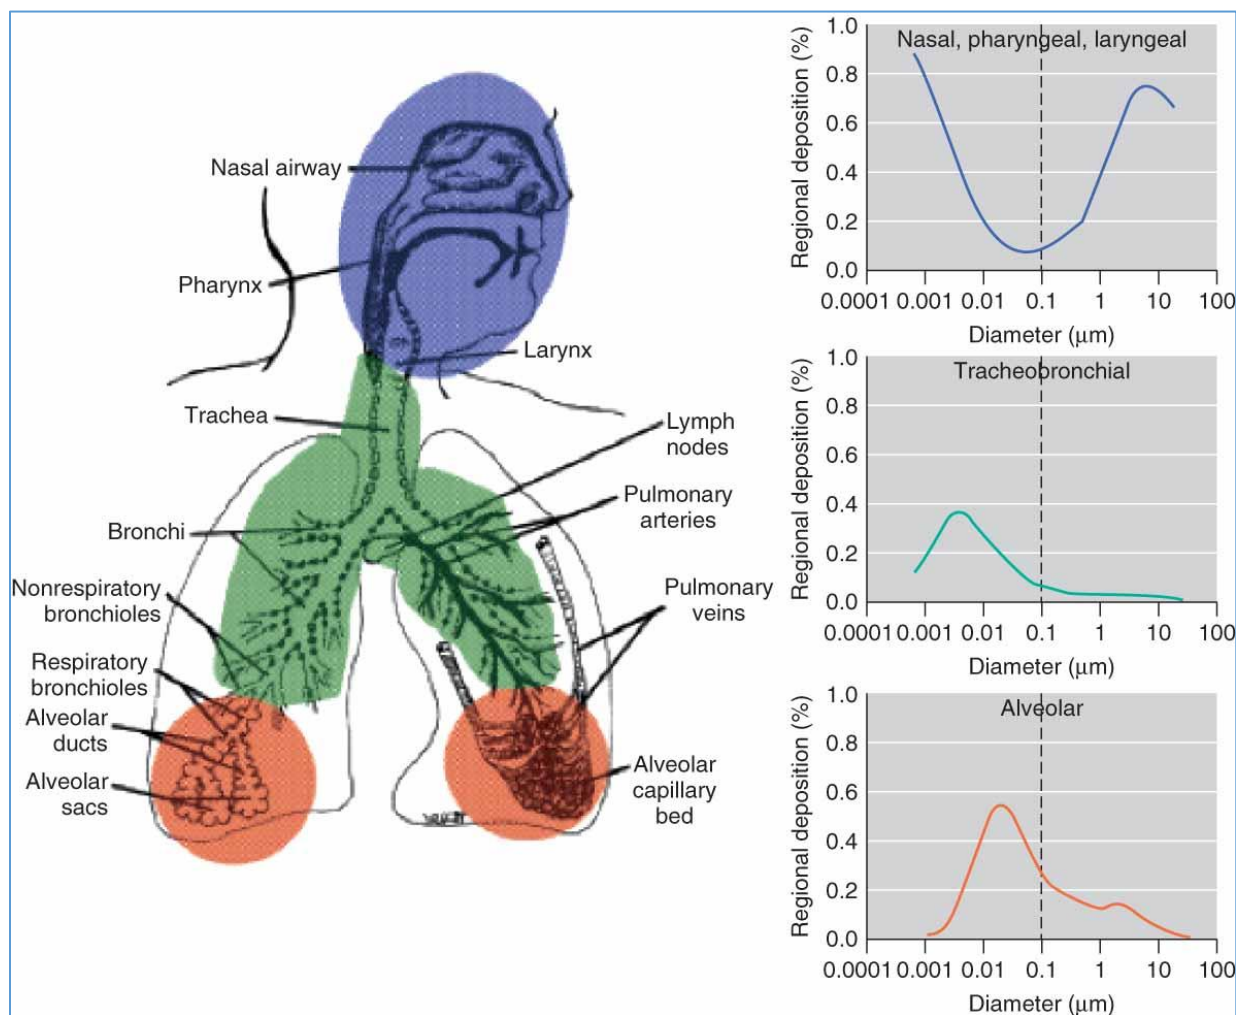 Nasal airway
Pharynx
Larynx
Trachea
Lymph
nodes
Pulmonary
arteries
Bronchi
Nonrespiratory
bronchioles
Pulmonary
veins
Respiratory
bronchioles
Alveolar
ducts
Alveolar
sacs
Alveolar
capillary
bed
Regional deposition (%)
Nasal, pharyngeal, laryngeal
1.0
0.8
0.6
0.4
0.2
0.0
0.0001 0.001 0.01 0.1 1 10 100
Diameter (μm)
Regional deposition (%)
Tracheobronchial
1.0
0.8
0.6
0.4
0.2
0.0
0.0001 0.001 0.01 0.1 1 10 100
Diameter (μm)
Regional deposition (%)
Alveolar
1.0
0.8
0.6
0.4
0.2
0.0
0.0001 0.001 0.01 0.1 1 10 100
Diameter (μm)